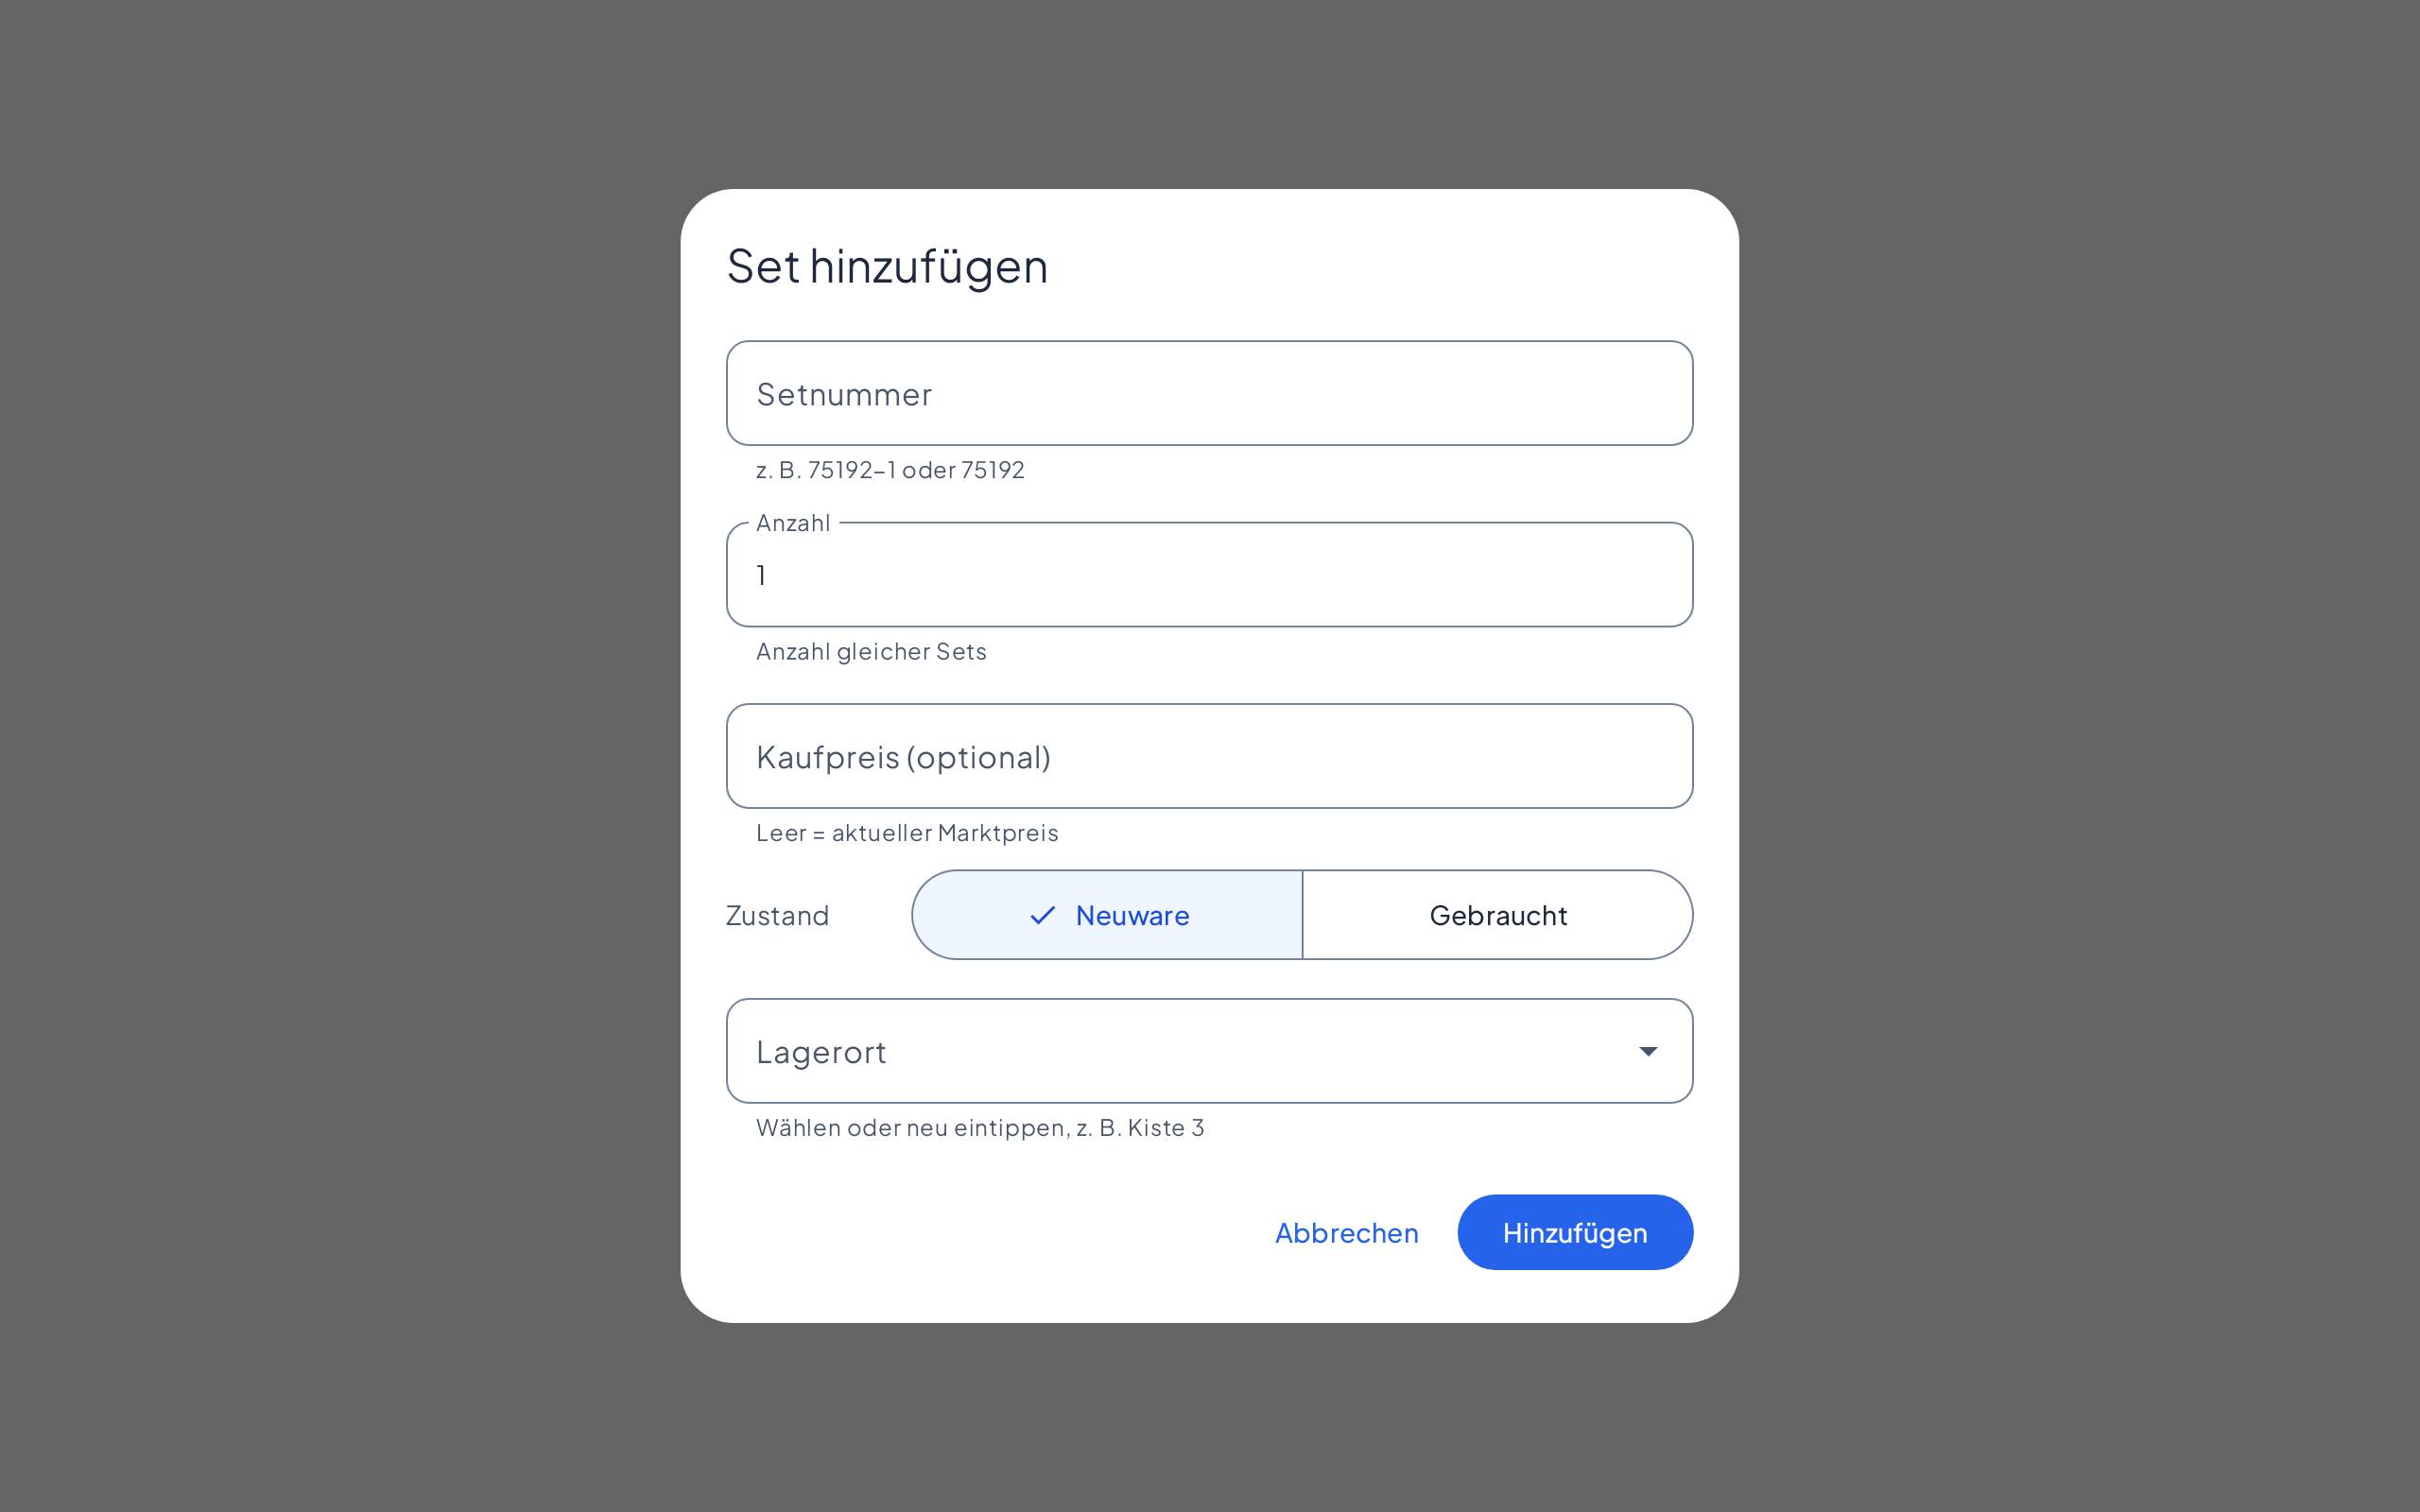 Set hinzufügen
Setnummer
z. B. 75192–1 oder 75192
Anzahl
1
Anzahl gleicher Sets
Kaufpreis (optional)
Leer = aktueller Marktpreis
Zustand Neuware Gebraucht
Lagerort
Wählen oder neu eintippen, z. B. Kiste 3
Abbrechen Hinzufügen